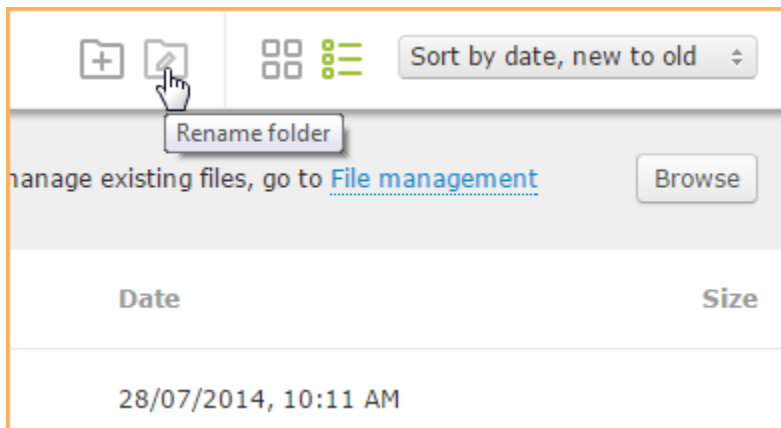 Sort by date, new to old
Rename folder
manage existing files, go to File management
Browse
Date
Size
28/07/2014, 10:11 AM